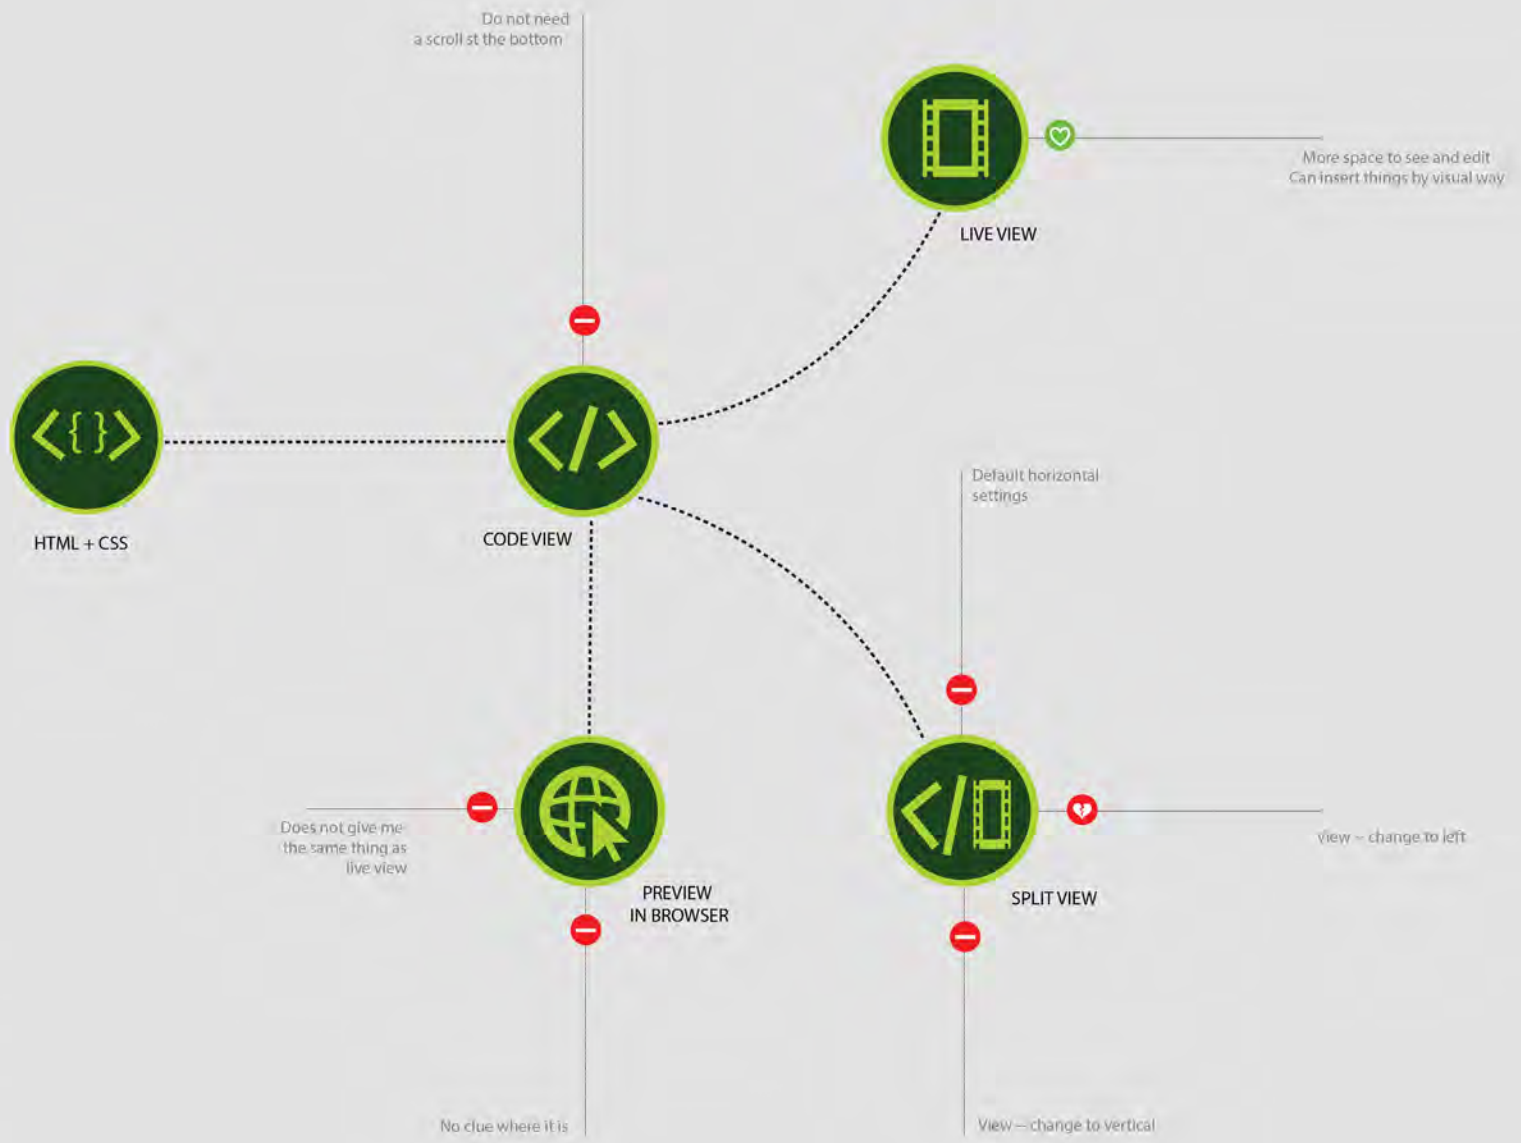 Do not need
a scroll st the bottom
More space to see and edit
Can insert things by visual way
LIVE VIEW
<{ }>
</>
HTML + CSS
CODE VIEW
Default horizontal
settings
Does not give me
the same thing as
live view
</
View – change to left
PREVIEW
IN BROWSER
SPLIT VIEW
No clue where it is
View – change to vertical